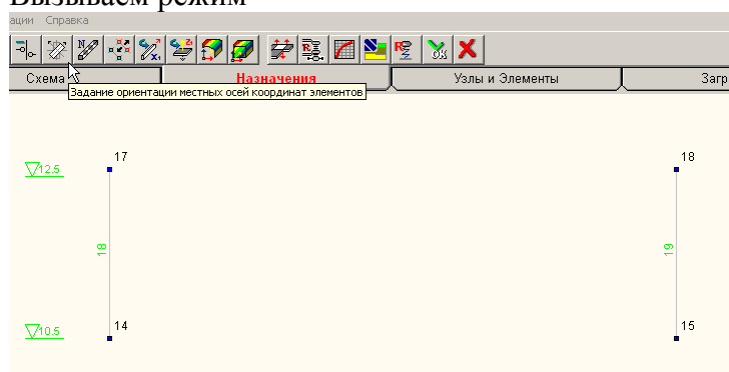 Вызываем режим
ации Справка
Схема Назначения Узлы и Элементы Загр
Задание ориентации местных осей координат элементов
17 18
12.5
18 19
14 15
10.5